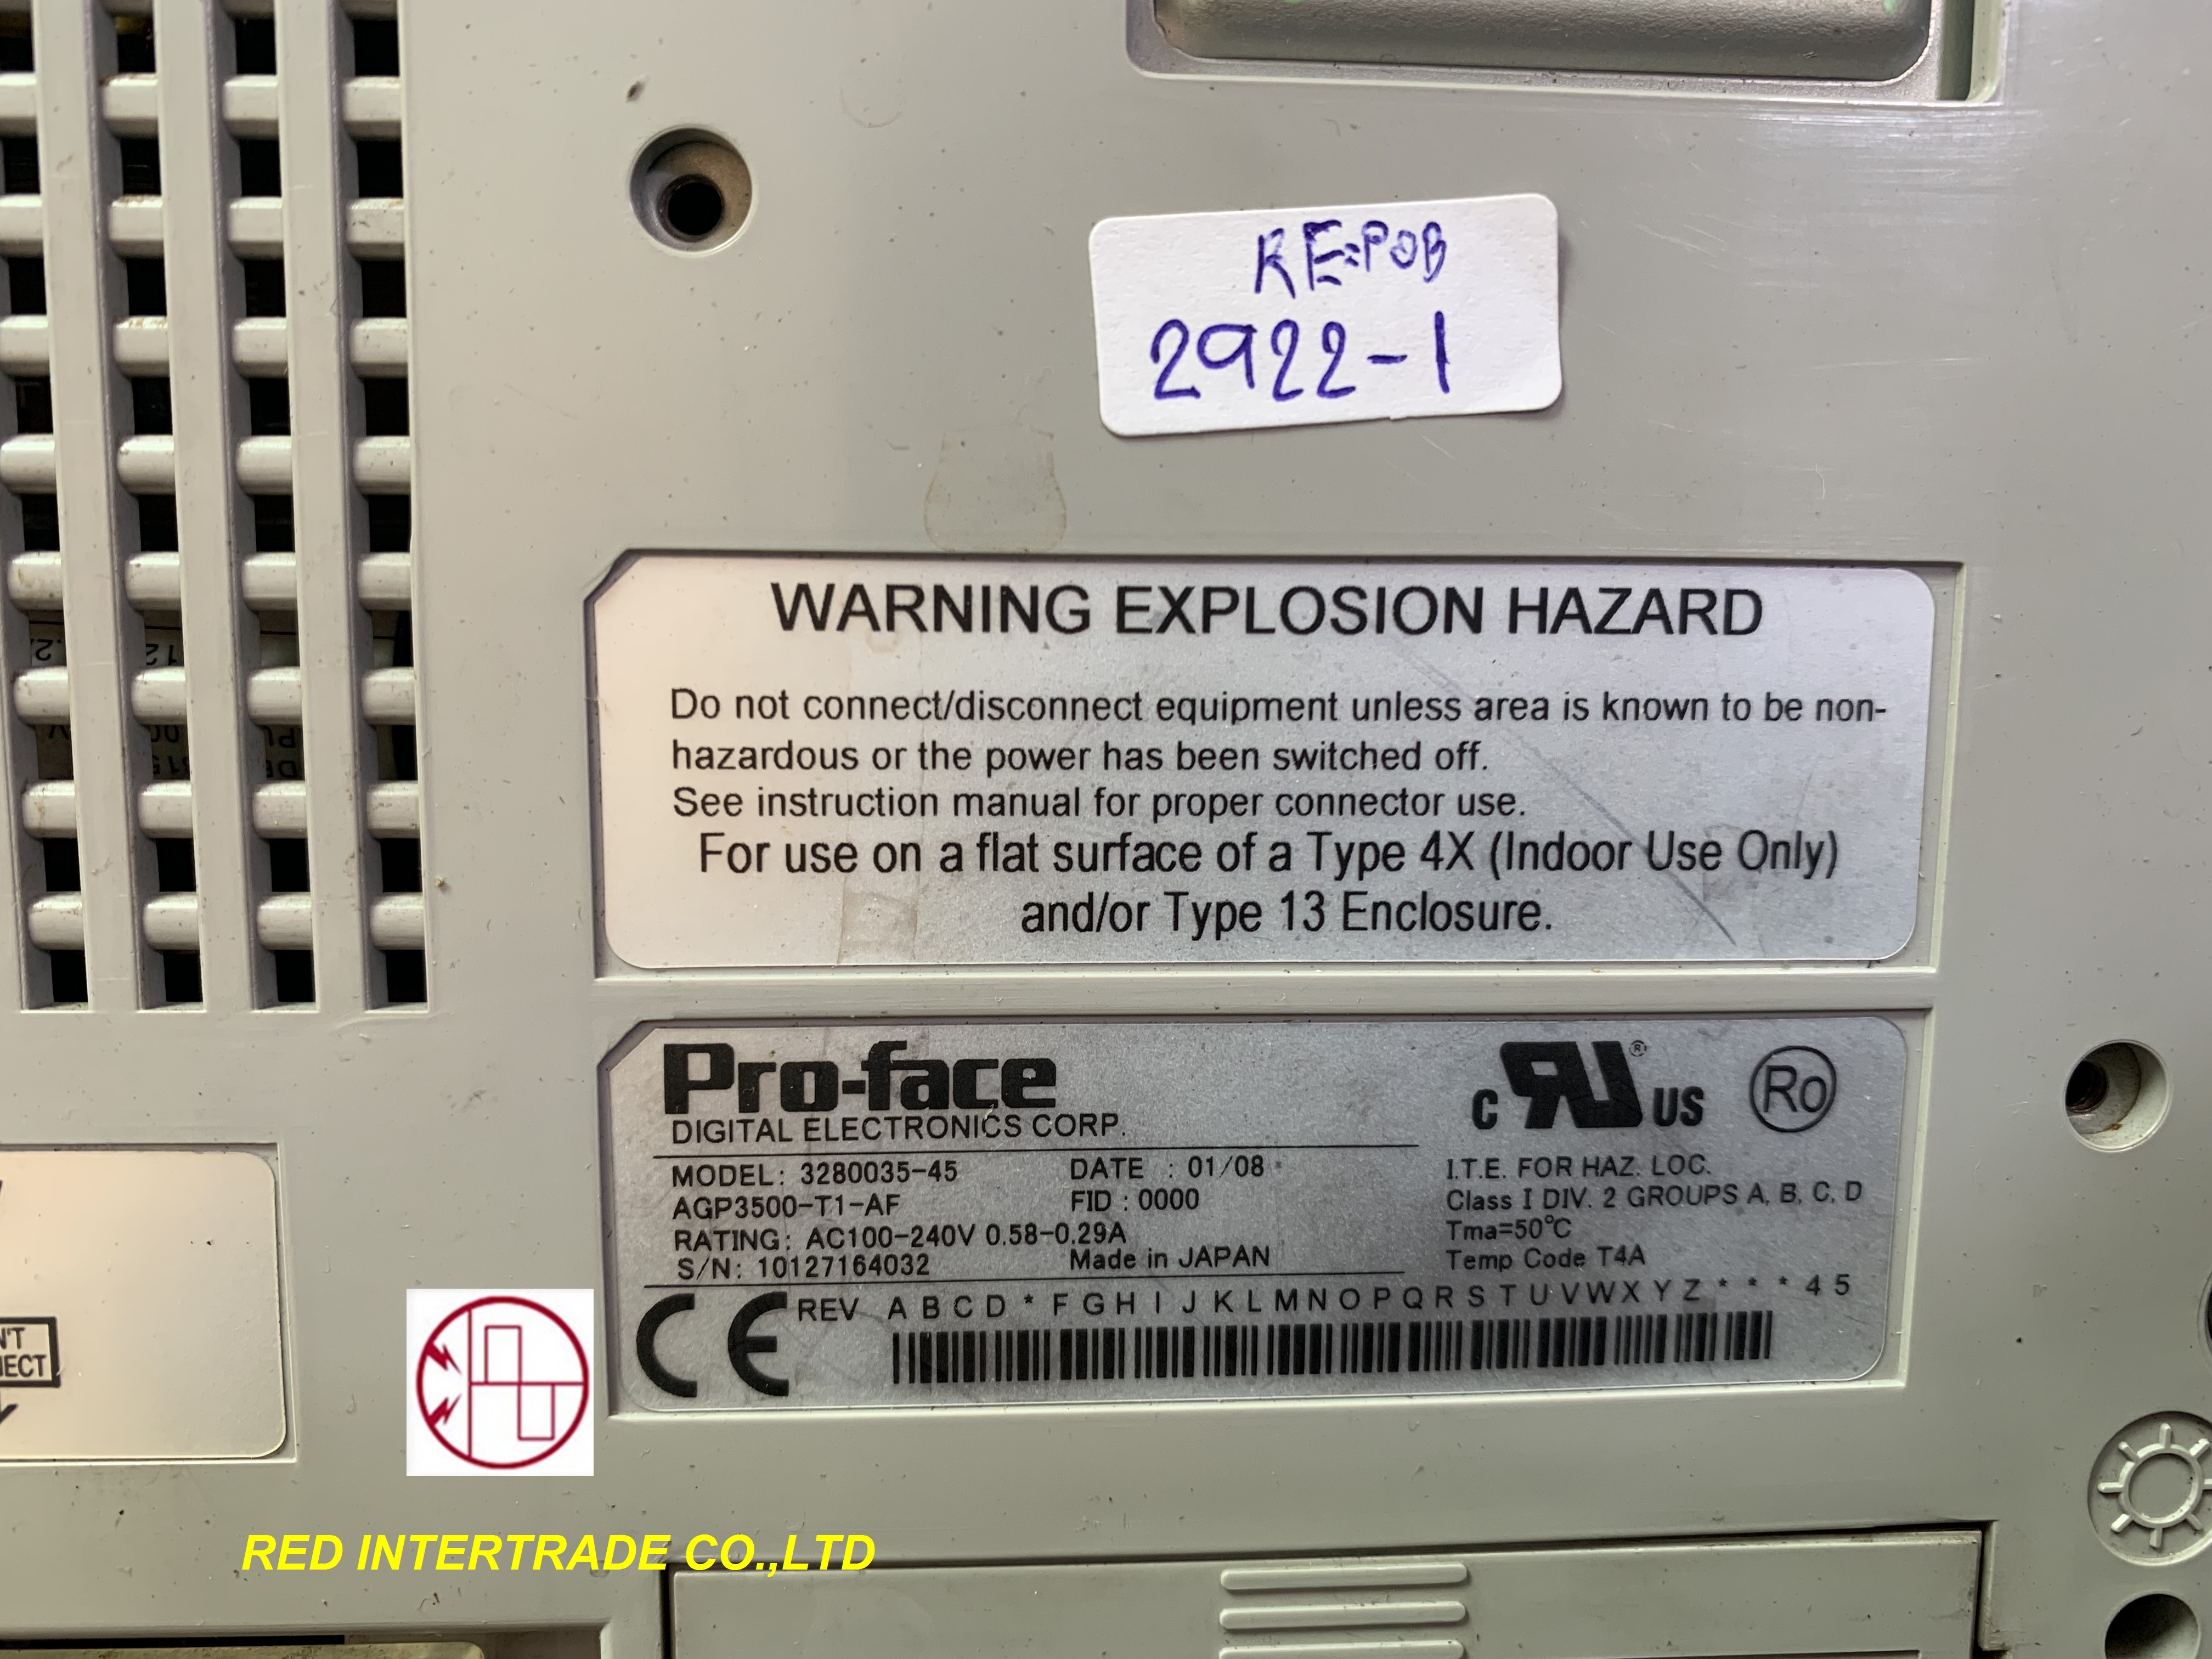 RE:POB
2922-1
WARNING EXPLOSION HAZARD
Do not connect/disconnect equipment unless area is known to be non-
hazardous or the power has been switched off.
See instruction manual for proper connector use.
For use on a flat surface of a Type 4X (Indoor Use Only)
and/or Type 13 Enclosure.
Pro-face
DIGITAL ELECTRONICS CORP.
MODEL: 3280035-45 DATE : 01/08
AGP3500-T1-AF FID : 0000
RATING: AC100-240V 0.58-0.29A
S/N: 10127164032 Made in JAPAN
c RU ® US Ro
I.T.E. FOR HAZ. LOC.
Class I DIV. 2 GROUPS A, B, C, D
Tma=50℃
Temp Code T4A
CE REV A B C D * F G H I J K L M N O P Q R S T U V W X Y Z * * * 4 5
N'T
NECT
RED INTERTRADE CO.,LTD